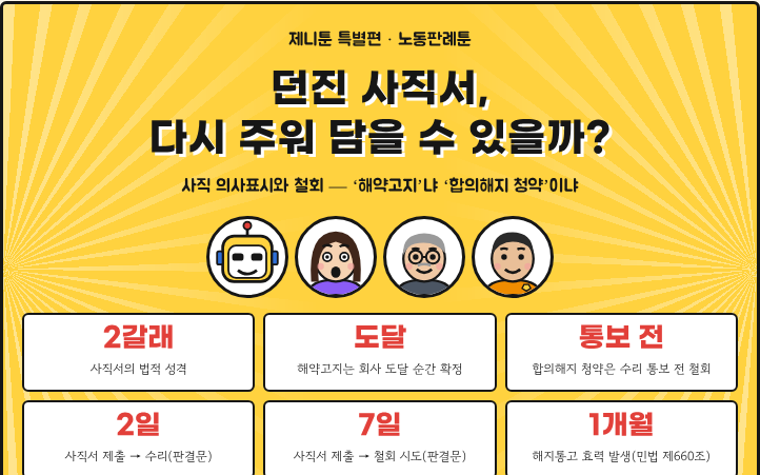 제니툰 특별편 · 노동판례툰
던진 사직서,
다시 주워 담을 수 있을까?
사직 의사표시와 철회 — ‘해약고지’냐 ‘합의해지 청약’이냐
2갈래
사직서의 법적 성격
도달
해약고지는 회사 도달 순간 확정
통보 전
합의해지 청약은 수리 통보 전 철회
2일
사직서 제출 → 수리(판결문)
7일
사직서 제출 → 철회 시도(판결문)
1개월
해지통고 효력 발생(민법 제660조)